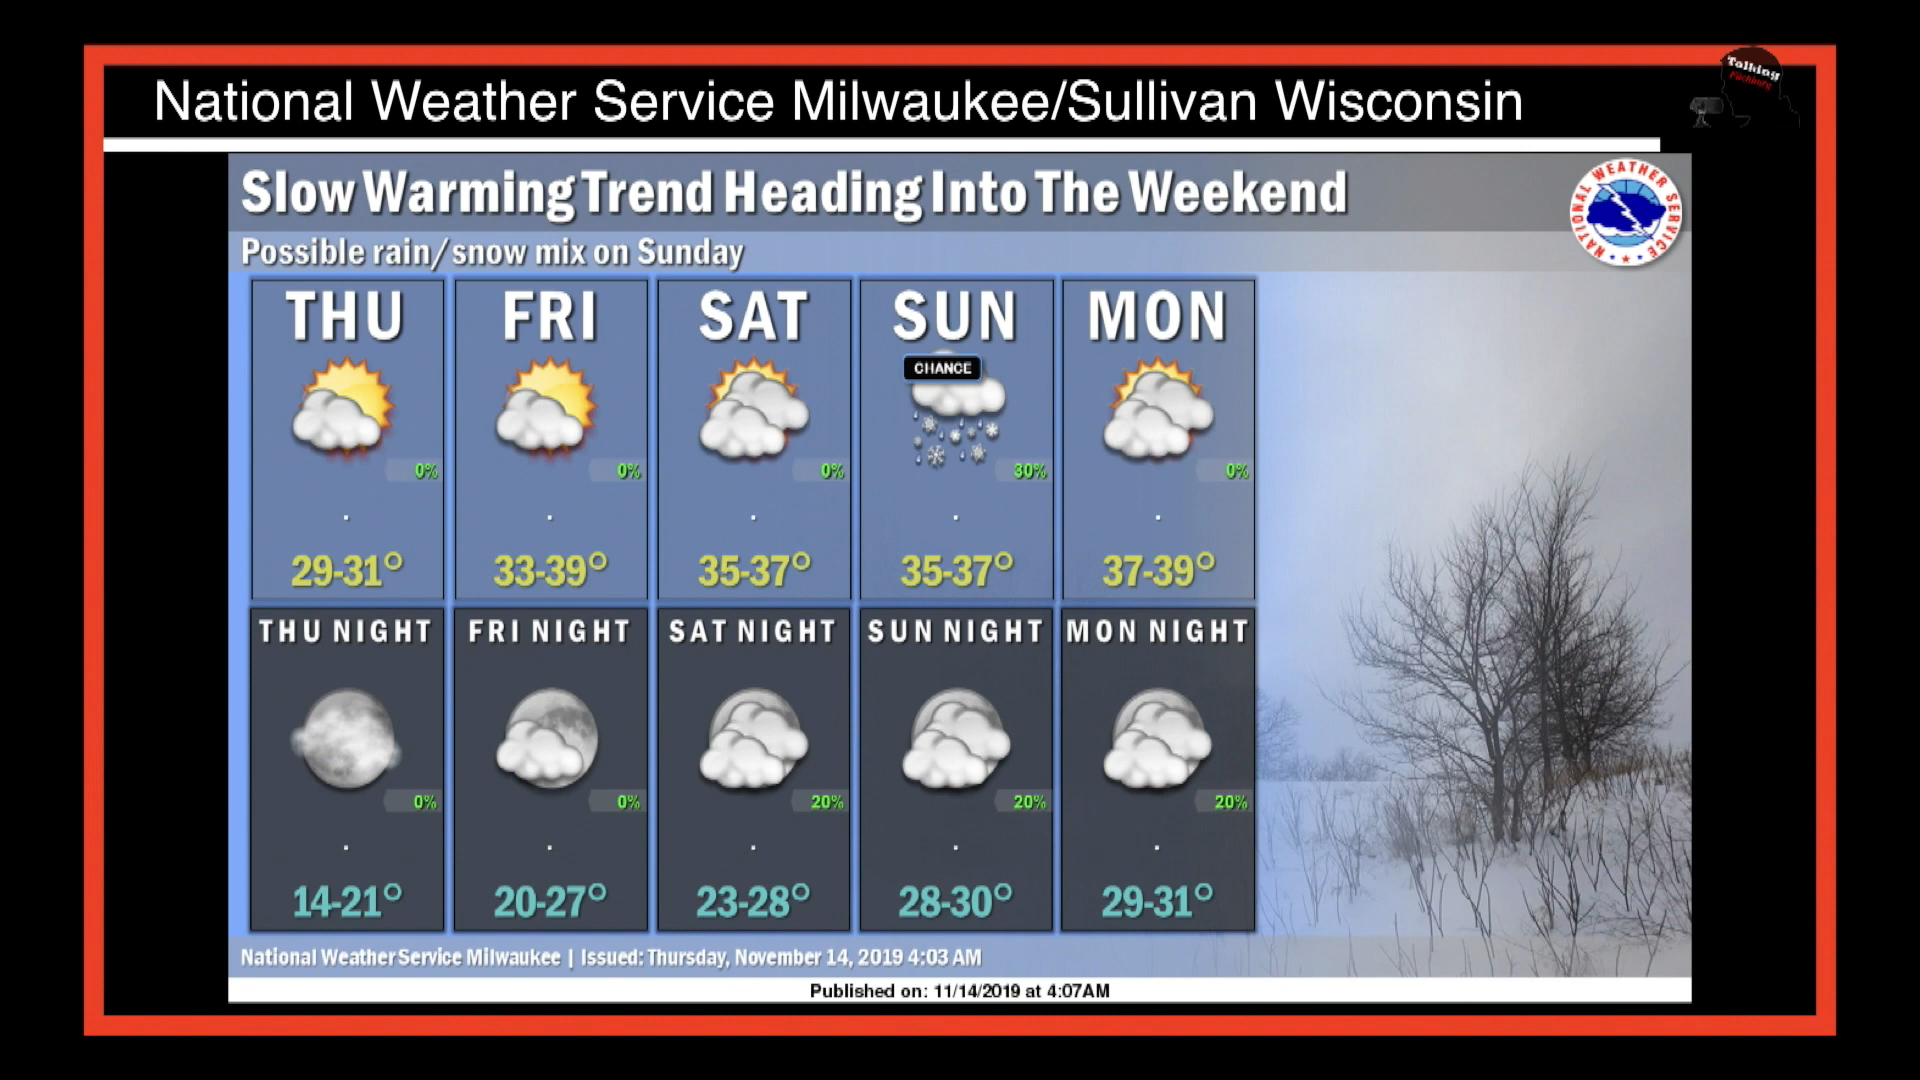 National Weather Service Milwaukee/Sullivan Wisconsin
Talking
Slow Warming Trend Heading Into The Weekend
NATIONAL WEATHER SERVICE
Possible rain/snow mix on Sunday
THU FRI SAT SUN MON
CHANCE
0% 0% 0% 30% 0%
29-31° 33-39° 35-37° 35-37° 37-39°
THU NIGHT FRI NIGHT SAT NIGHT SUN NIGHT MON NIGHT
0% 0% 20% 20% 20%
14-21° 20-27° 23-28° 28-30° 29-31°
National Weather Service Milwaukee | Issued: Thursday, November 14, 2019 4:03 AM
Published on: 11/14/2019 at 4:07AM